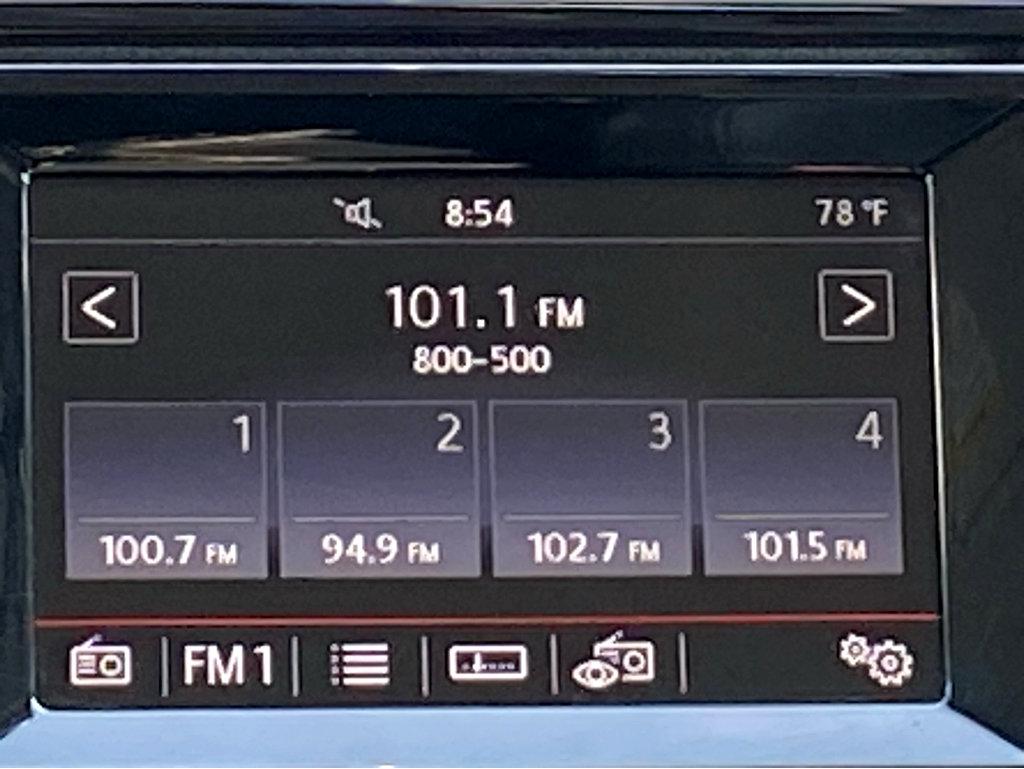 8:54 78 °F
< 101.1 FM >
800-500
1 2 3 4
100.7 FM 94.9 FM 102.7 FM 101.5 FM
FM1